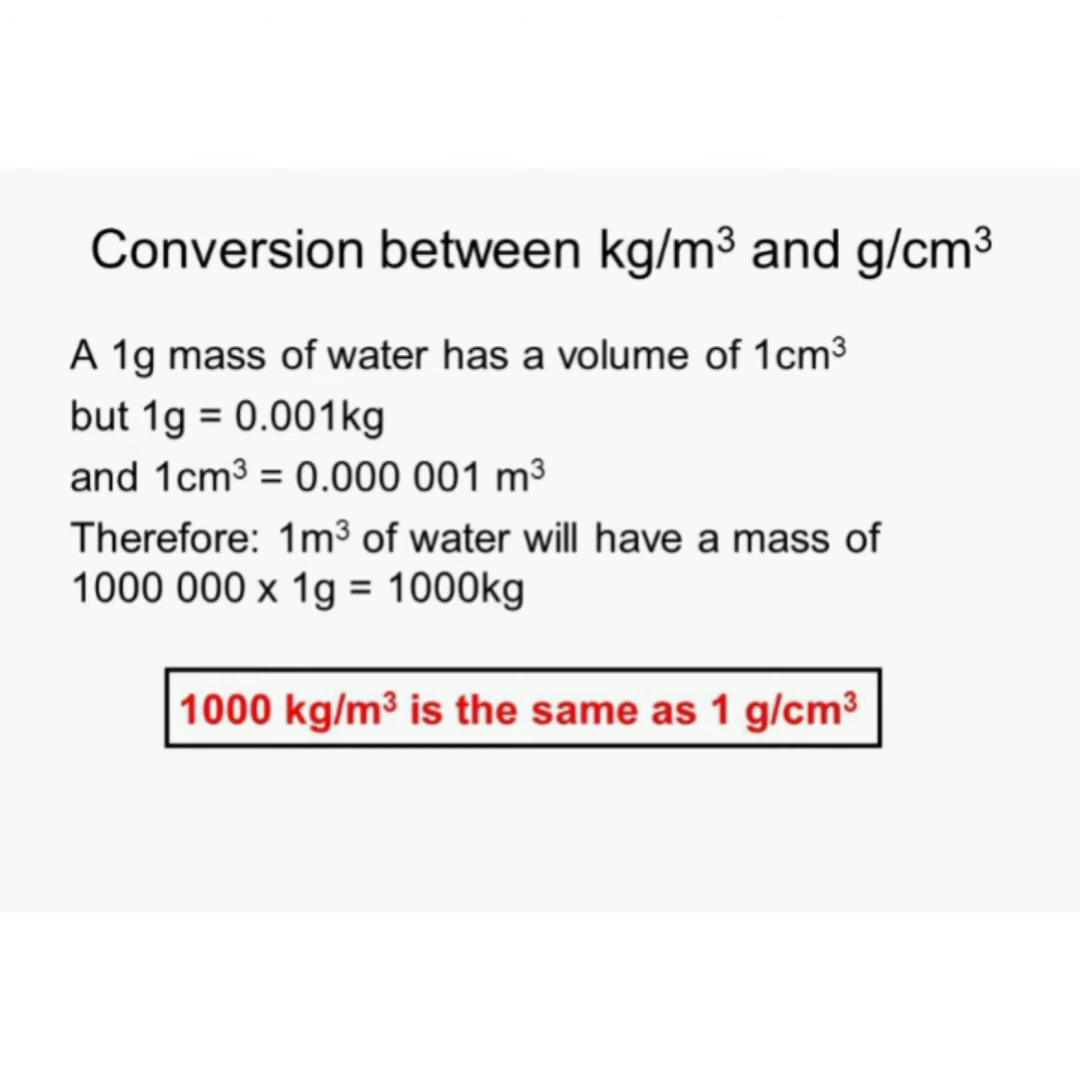 Conversion between kg/m³ and g/cm³
A 1g mass of water has a volume of 1cm³
but 1g = 0.001kg
and 1cm³ = 0.000 001 m³
Therefore: 1m³ of water will have a mass of
1000 000 x 1g = 1000kg
1000 kg/m³ is the same as 1 g/cm³